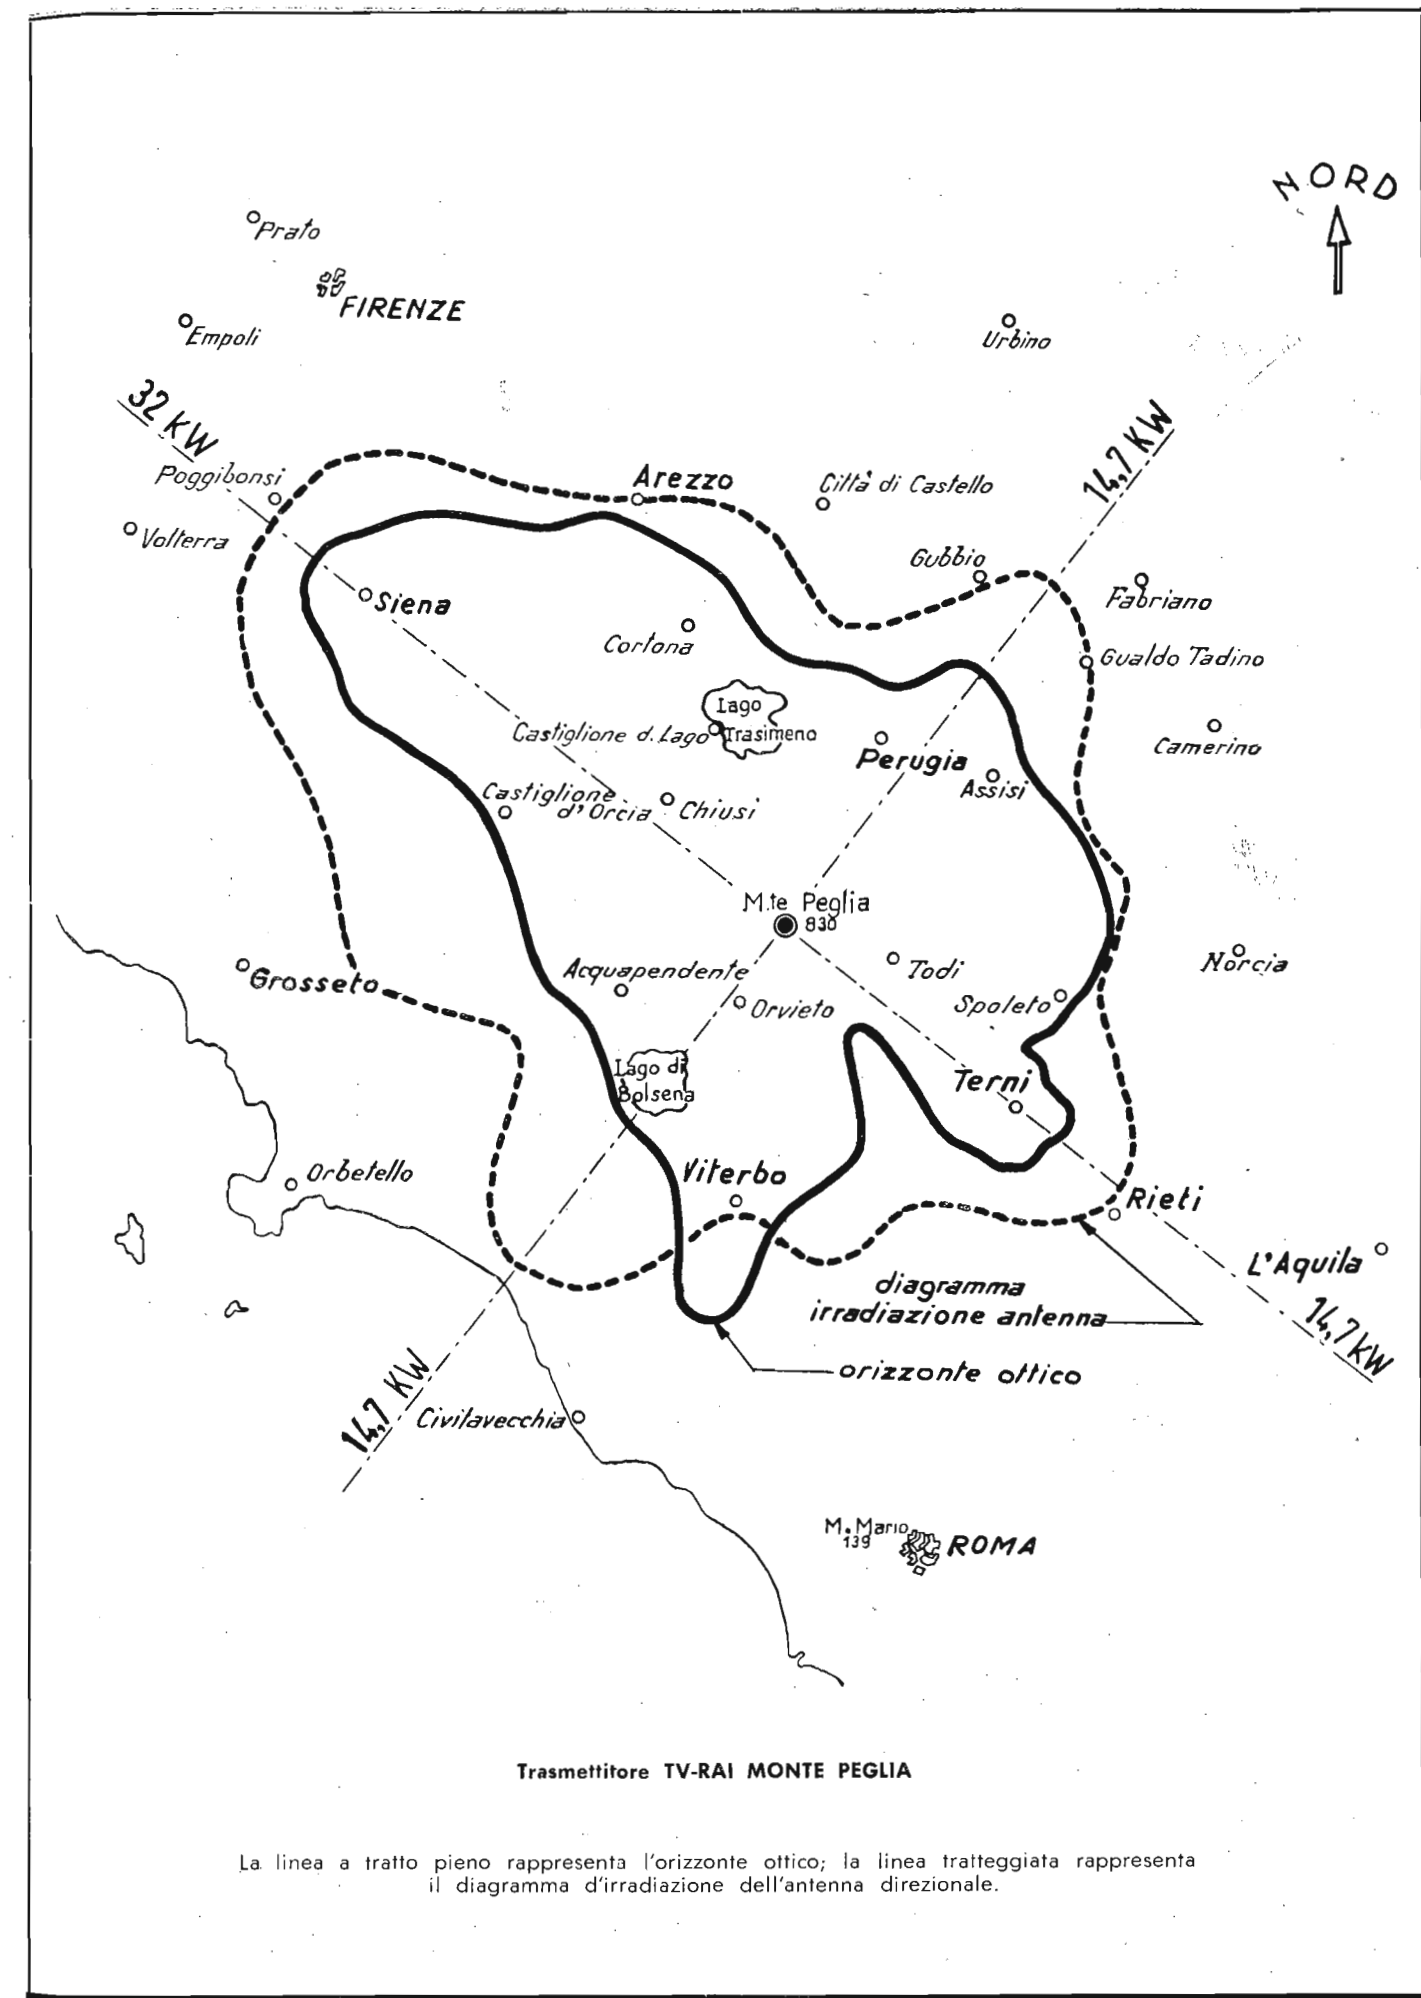 NORD
Prato
FIRENZE
Empoli
Urbino
32 KW
14,7 KW
Poggibonsi
Arezzo
Città di Castello
Volterra
Gubbio
Siena
Fabriano
Cortona
Gualdo Tadino
Lago
Trasimeno
Castiglione d. Lago
Camerino
Perugia
Assisi
Castiglione
d'Orcia
Chiusi
M.te Peglia
830
Grosseto
Acquapendente
Todi
Norcia
Orvieto
Spoleto
Lago di
Bolsena
Terni
Orbetello
Viterbo
Rieti
L'Aquila
diagramma
irradiazione antenna
14,7 KW
orizzonte ottico
14,7 KW
Civitavecchia
M. Mario
139
ROMA
Trasmettitore TV-RAI MONTE PEGLIA
La linea a tratto pieno rappresenta l'orizzonte ottico; la linea tratteggiata rappresenta
il diagramma d'irradiazione dell'antenna direzionale.